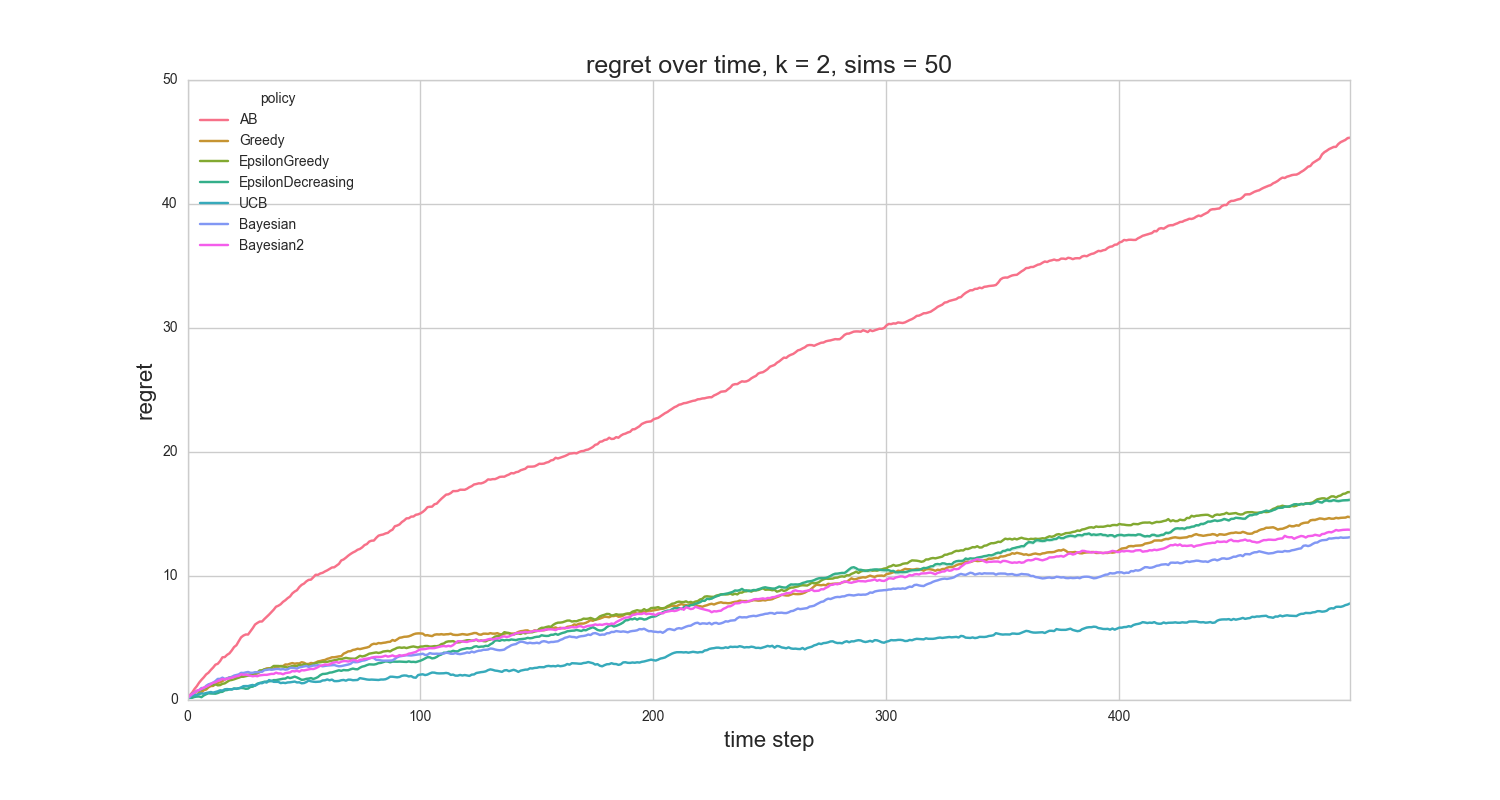 regret over time, k = 2, sims = 50
50
policy
AB
Greedy
EpsilonGreedy
EpsilonDecreasing
UCB
40
Bayesian
Bayesian2
30
regret
20
10
0
0 100 200 300 400
time step